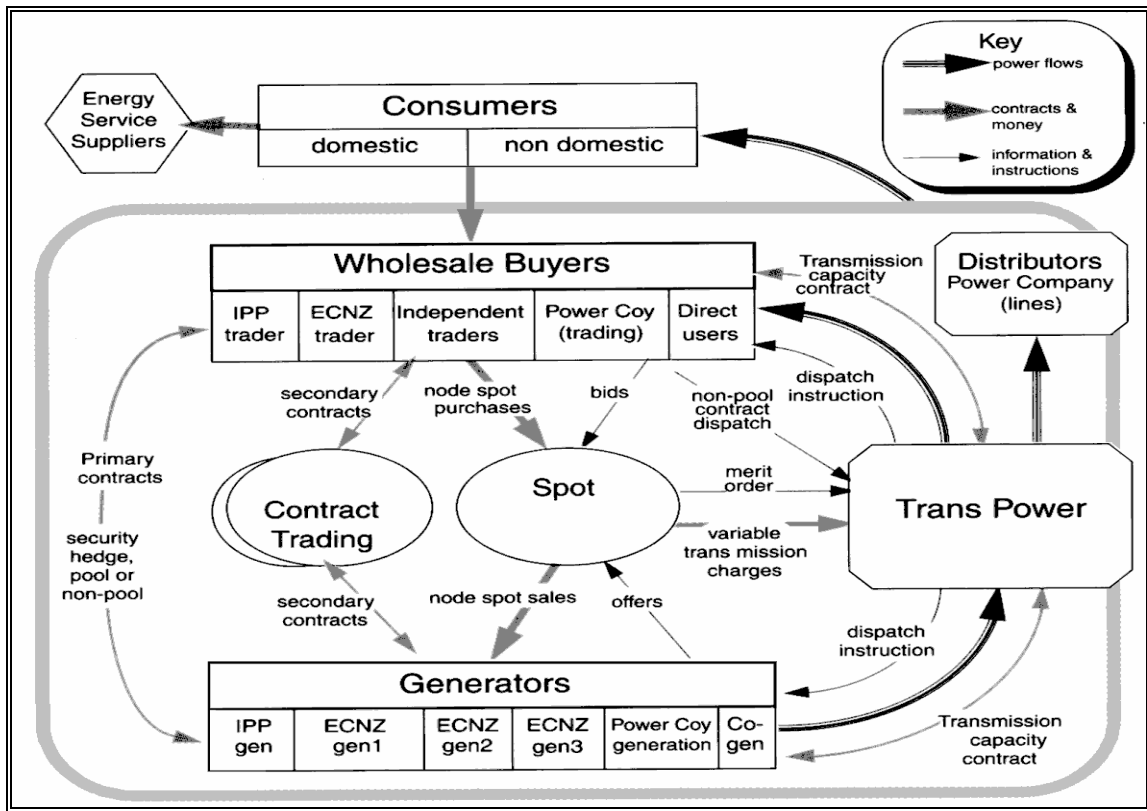 Key
power flows
contracts &
money
information &
instructions
Energy
Service
Suppliers
Consumers
domestic
non domestic
Wholesale Buyers
IPP
trader
ECNZ
trader
Independent
traders
Power Coy
(trading)
Direct
users
Transmission
capacity
contract
Distributors
Power Company
(lines)
secondary
contracts
node spot
purchases
bids
non-pool
contract
dispatch
dispatch
instruction
Primary
contracts
security
hedge,
pool or
non-pool
Contract
Trading
Spot
merit
order
variable
trans mission
charges
Trans Power
secondary
contracts
node spot sales
offers
dispatch
instruction
Generators
IPP
gen
ECNZ
gen1
ECNZ
gen2
ECNZ
gen3
Power Coy
generation
Co-
gen
Transmission
capacity
contract